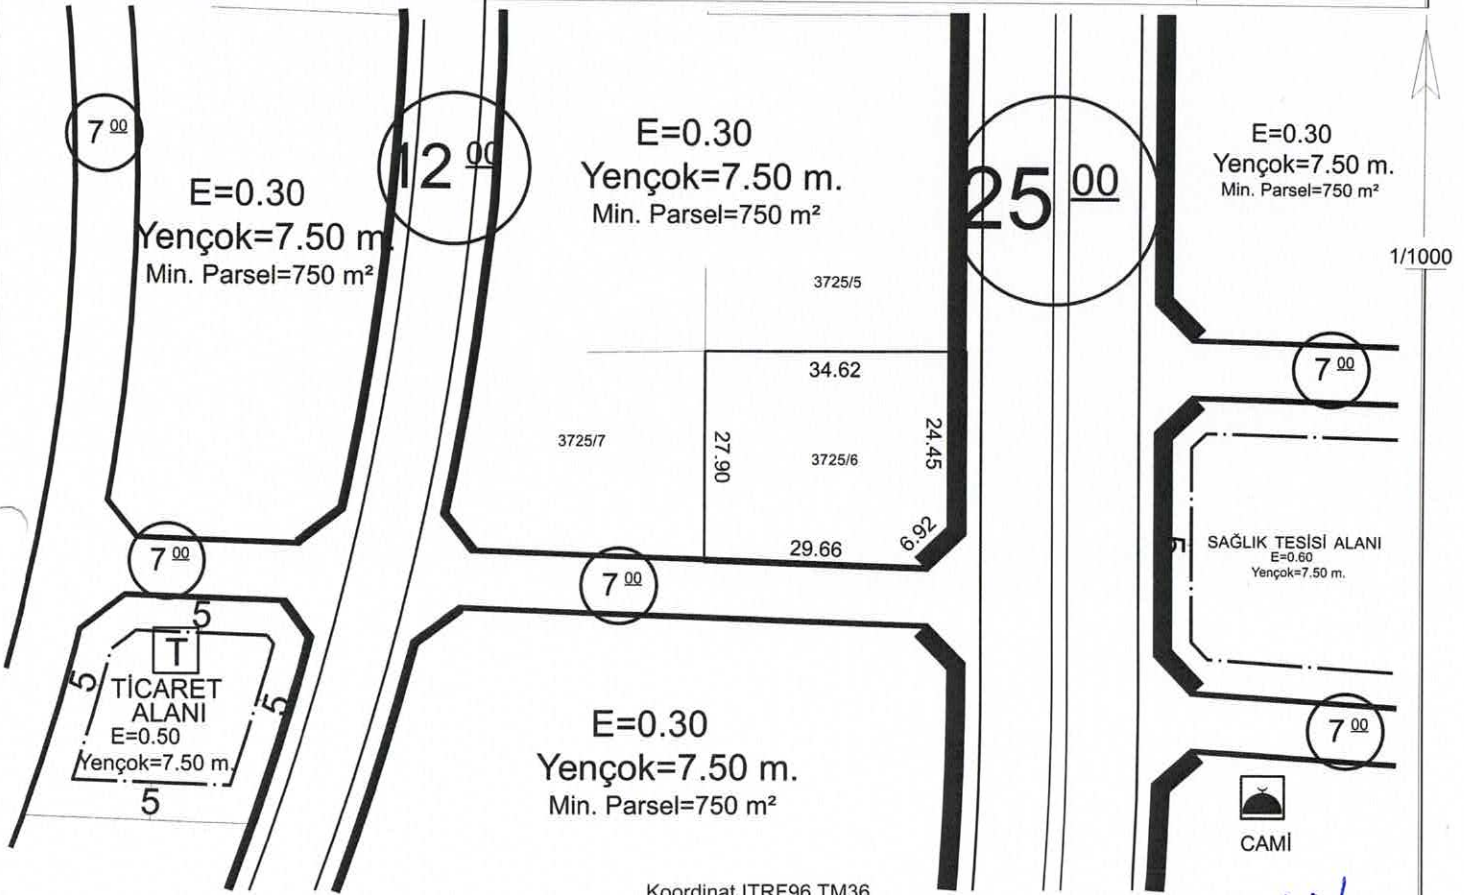 7 00
12 00
E=0.30
Yençok=7.50 m.
Min. Parsel=750 m²
E=0.30
Yençok=7.50 m.
Min. Parsel=750 m²
25 00
E=0.30
Yençok=7.50 m.
Min. Parsel=750 m²
1/1000
3725/5
34.62
7 00
3725/7
27.90
3725/6
24.45
6.92
29.66
7 00
7 00
5
SAĞLIK TESİSİ ALANI
E=0.60
Yençok=7.50 m.
5
T
5
5
TİCARET
ALANI
E=0.50
Yençok=7.50 m.
5
E=0.30
Yençok=7.50 m.
Min. Parsel=750 m²
7 00
CAMİ
Koordinat ITRF96 TM36